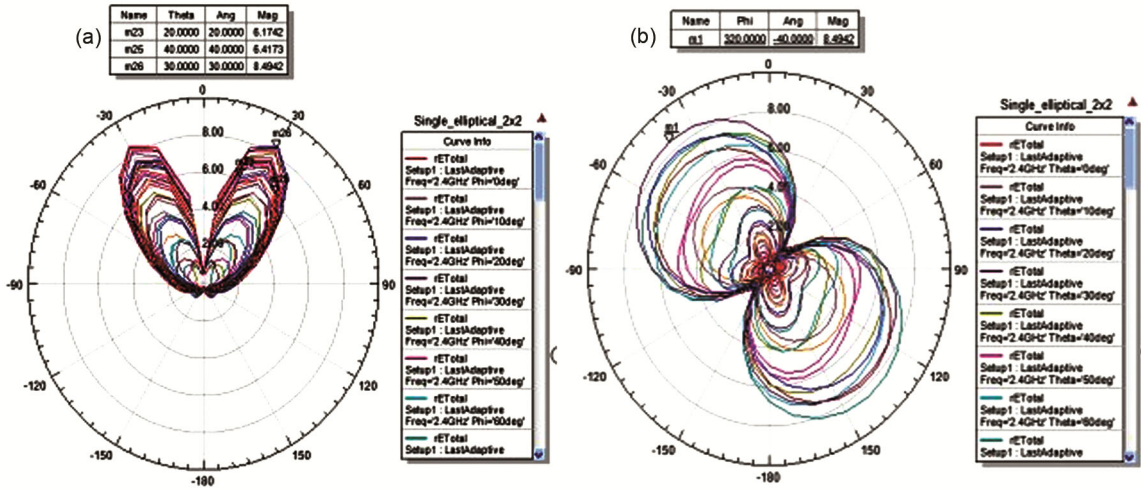 (a)
Name Theta Ang Mag
m23 20.0000 20.0000 6.1742
m25 40.0000 40.0000 6.4173
m26 30.0000 30.0000 8.4942
0
-30 30
-60 60
-90 90
-120 120
-150 150
-180
8.00
6.00
4.00
m26
Single_elliptical_2x2
Curve Info
rETotal
Setup1 : LastAdaptive
Freq='2.4GHz' Phi='0deg'
rETotal
Setup1 : LastAdaptive
Freq='2.4GHz' Phi='10deg'
rETotal
Setup1 : LastAdaptive
Freq='2.4GHz' Phi='20deg'
rETotal
Setup1 : LastAdaptive
Freq='2.4GHz' Phi='30deg'
rETotal
Setup1 : LastAdaptive
Freq='2.4GHz' Phi='40deg'
rETotal
Setup1 : LastAdaptive
Freq='2.4GHz' Phi='50deg'
rETotal
Setup1 : LastAdaptive
Freq='2.4GHz' Phi='60deg'
rETotal
Setup1 : LastAdaptive
(b)
Name Phi Ang Mag
m1 320.0000 -40.0000 8.4942
0
-30 30
-60 60
-90 90
-120 120
-150 150
-180
m1
8.00
6.00
4.00
Single_elliptical_2x2
Curve Info
rETotal
Setup1 : LastAdaptive
Freq='2.4GHz' Theta='0deg'
rETotal
Setup1 : LastAdaptive
Freq='2.4GHz' Theta='10deg'
rETotal
Setup1 : LastAdaptive
Freq='2.4GHz' Theta='20deg'
rETotal
Setup1 : LastAdaptive
Freq='2.4GHz' Theta='30deg'
rETotal
Setup1 : LastAdaptive
Freq='2.4GHz' Theta='40deg'
rETotal
Setup1 : LastAdaptive
Freq='2.4GHz' Theta='50deg'
rETotal
Setup1 : LastAdaptive
Freq='2.4GHz' Theta='60deg'
rETotal
Setup1 : LastAdaptive